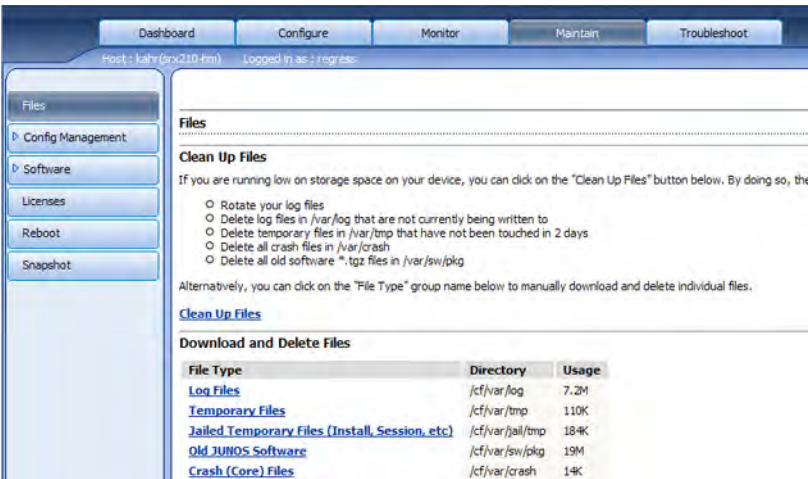 Dashboard Configure Monitor Maintain Troubleshoot
Host : kahr(srx210-hm) Logged in as : regress
Files
Config Management
Software
Licenses
Reboot
Snapshot
Files
Clean Up Files
If you are running low on storage space on your device, you can click on the "Clean Up Files" button below. By doing so, the
Rotate your log files
Delete log files in /var/log that are not currently being written to
Delete temporary files in /var/tmp that have not been touched in 2 days
Delete all crash files in /var/crash
Delete all old software *.tgz files in /var/sw/pkg
Alternatively, you can click on the "File Type" group name below to manually download and delete individual files.
Clean Up Files
Download and Delete Files
File Type Directory Usage
Log Files /cf/var/log 7.2M
Temporary Files /cf/var/tmp 110K
Jailed Temporary Files (Install, Session, etc) /cf/var/jail/tmp 184K
Old JUNOS Software /cf/var/sw/pkg 19M
Crash (Core) Files /cf/var/crash 14K